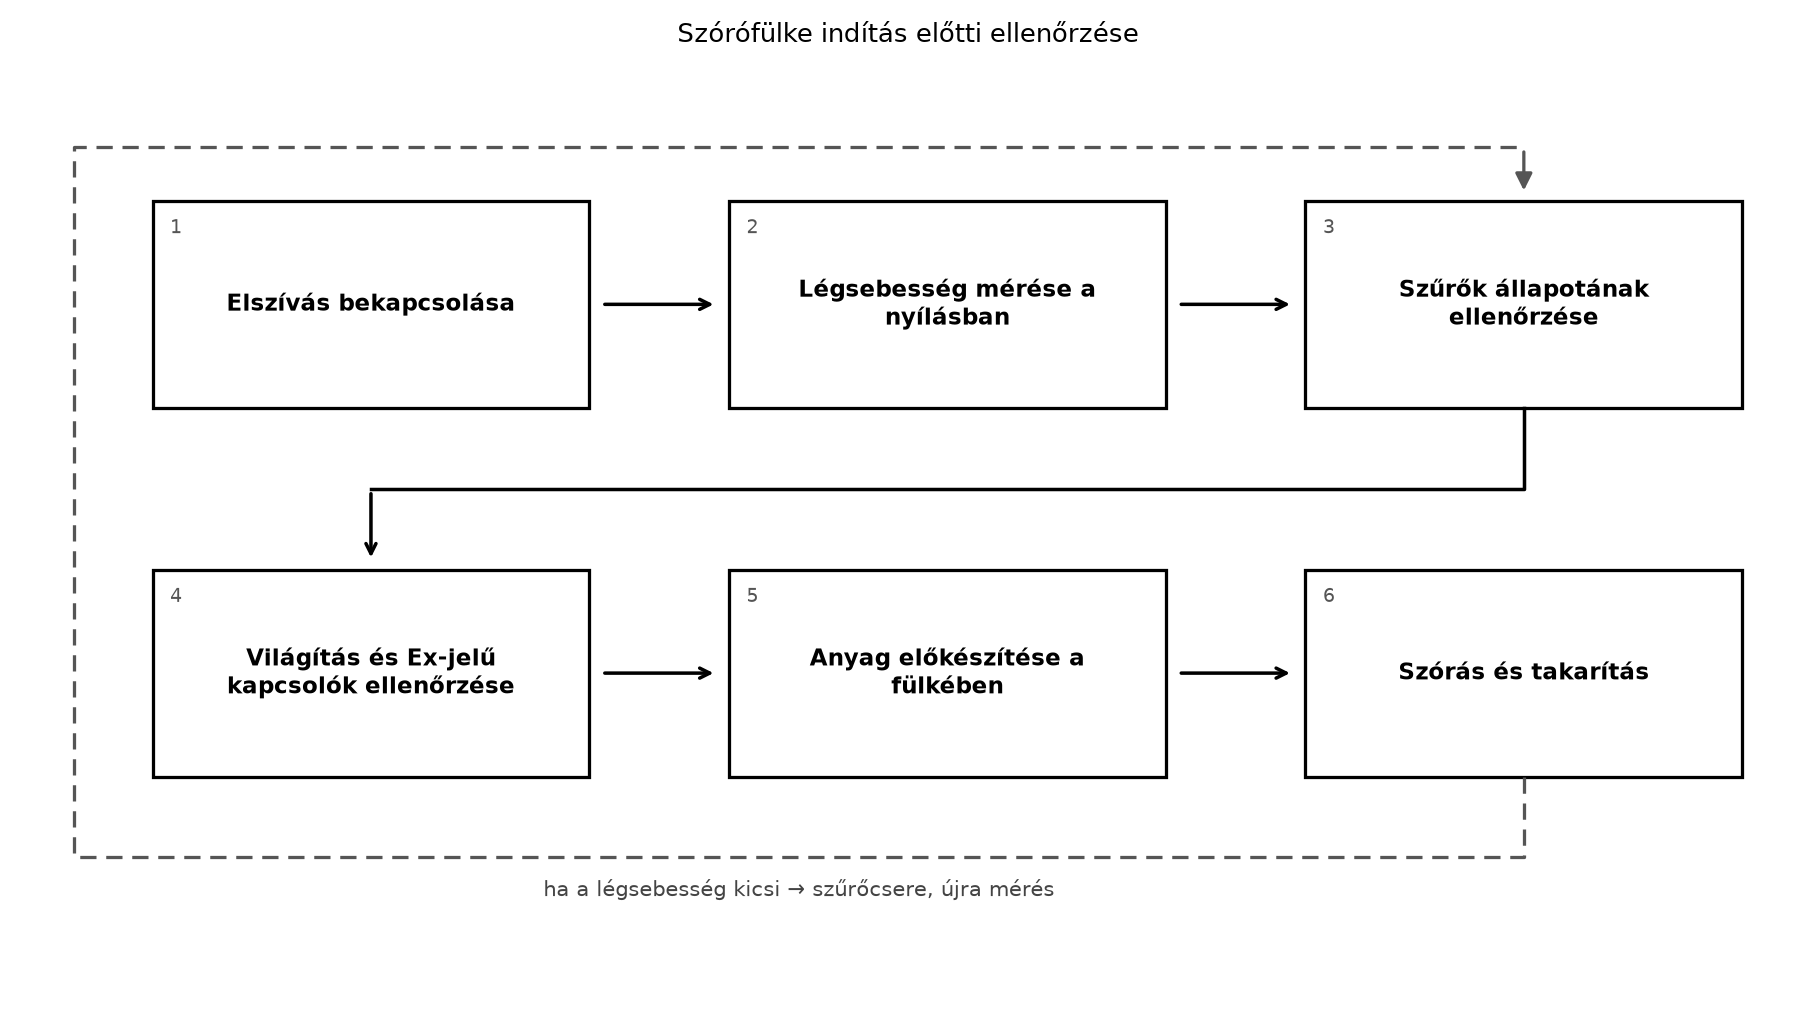 Szórófülke indítás előtti ellenőrzése
1
Elszívás bekapcsolása
2
Légsebesség mérése a
nyílásban
3
Szűrők állapotának
ellenőrzése
4
Világítás és Ex-jelű
kapcsolók ellenőrzése
5
Anyag előkészítése a
fülkében
6
Szórás és takarítás
ha a légsebesség kicsi → szűrőcsere, újra mérés